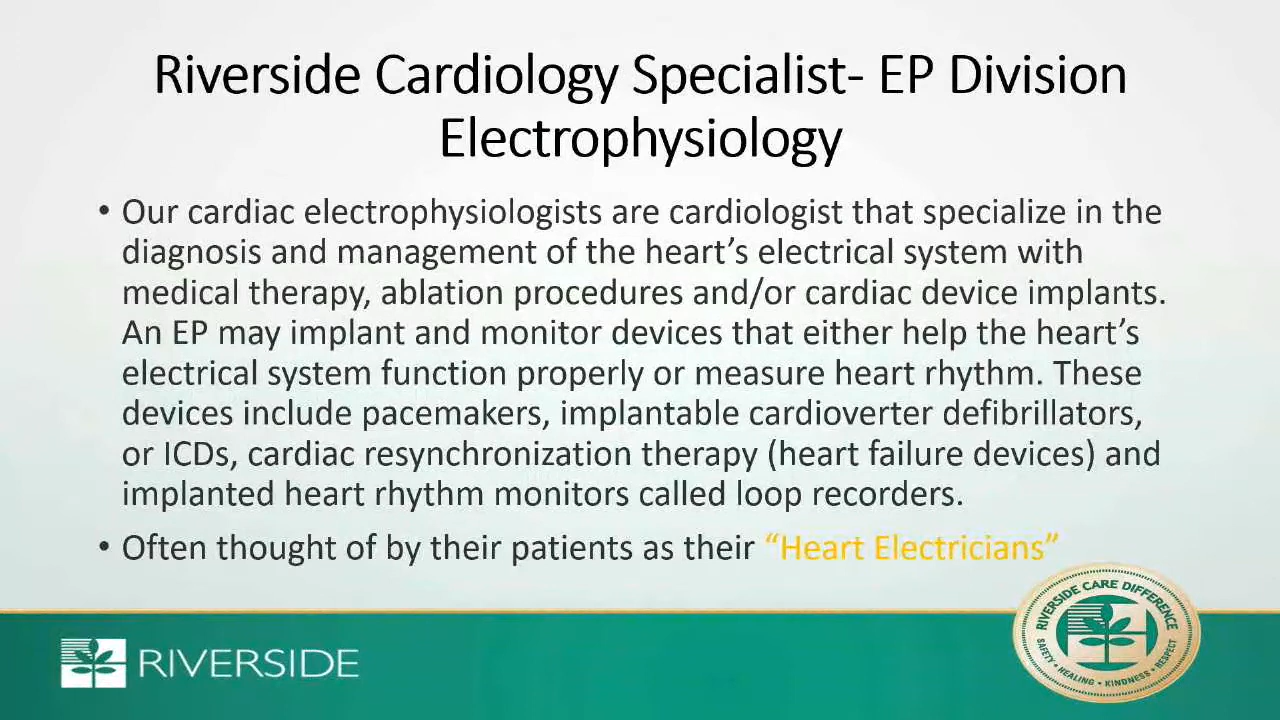 Riverside Cardiology Specialist- EP Division
Electrophysiology
• Our cardiac electrophysiologists are cardiologist that specialize in the
diagnosis and management of the heart’s electrical system with
medical therapy, ablation procedures and/or cardiac device implants.
An EP may implant and monitor devices that either help the heart’s
electrical system function properly or measure heart rhythm. These
devices include pacemakers, implantable cardioverter defibrillators,
or ICDs, cardiac resynchronization therapy (heart failure devices) and
implanted heart rhythm monitors called loop recorders.
• Often thought of by their patients as their “Heart Electricians”
RIVERSIDE
RIVERSIDE CARE DIFFERENCE
SAFETY • HEALING • KINDNESS • RESPECT